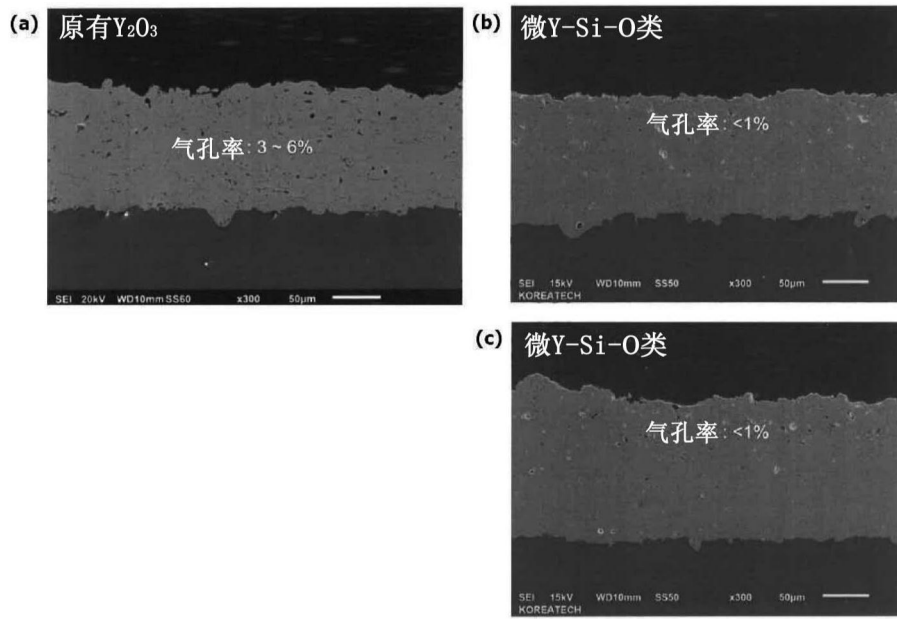 (a) 原有Y₂O₃
气孔率: 3~6%
SEI 20kV WD10mm SS60 x300 50μm
(b) 微Y-Si-O类
气孔率: <1%
SEI 15kV WD10mm SS50 x300 50μm
KOREATECH
(c) 微Y-Si-O类
气孔率: <1%
SEI 15kV WD10mm SS50 x300 50μm
KOREATECH